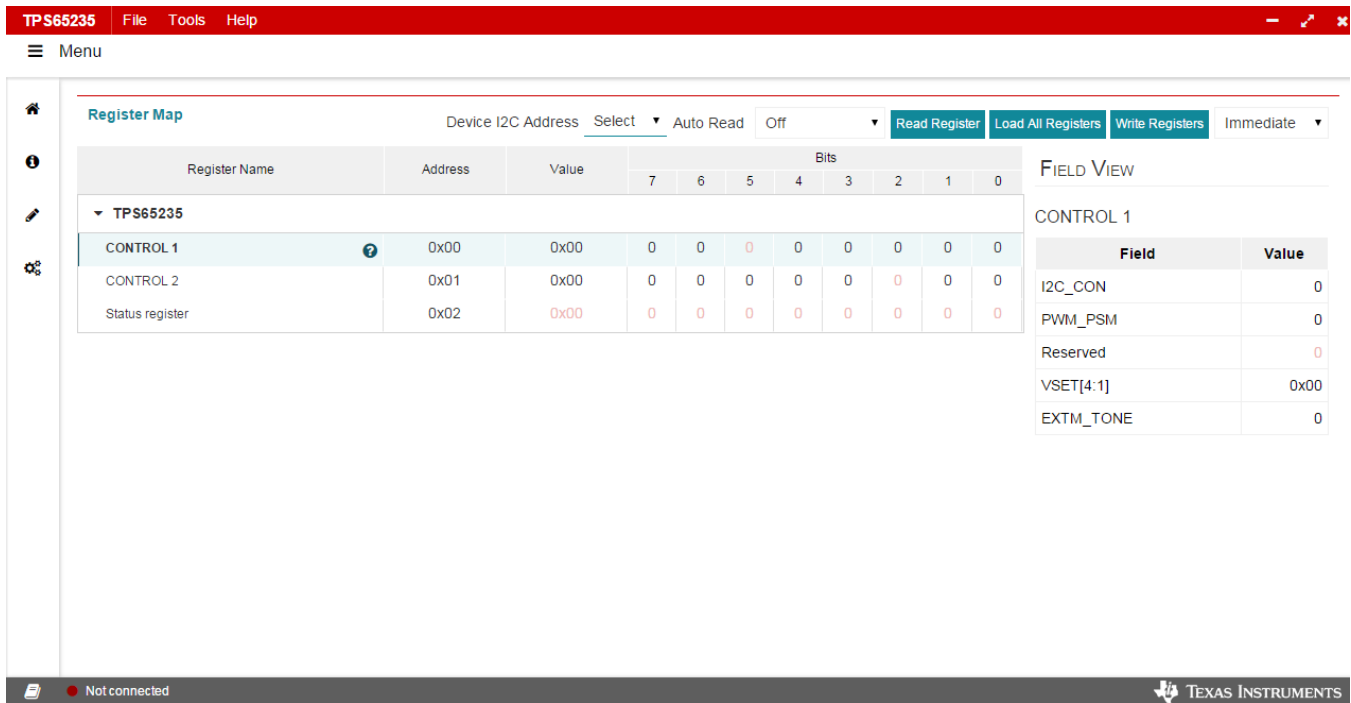 TPS65235 File Tools Help
Menu
Register Map Device I2C Address Select Auto Read Off Read Register Load All Registers Write Registers Immediate
Register Name Address Value Bits
7 6 5 4 3 2 1 0
TPS65235
CONTROL 1 0x00 0x00 0 0 0 0 0 0 0 0
CONTROL 2 0x01 0x00 0 0 0 0 0 0 0 0
Status register 0x02 0x00 0 0 0 0 0 0 0 0
FIELD VIEW
CONTROL 1
Field Value
I2C_CON 0
PWM_PSM 0
Reserved 0
VSET[4:1] 0x00
EXTM_TONE 0
Not connected
TEXAS INSTRUMENTS